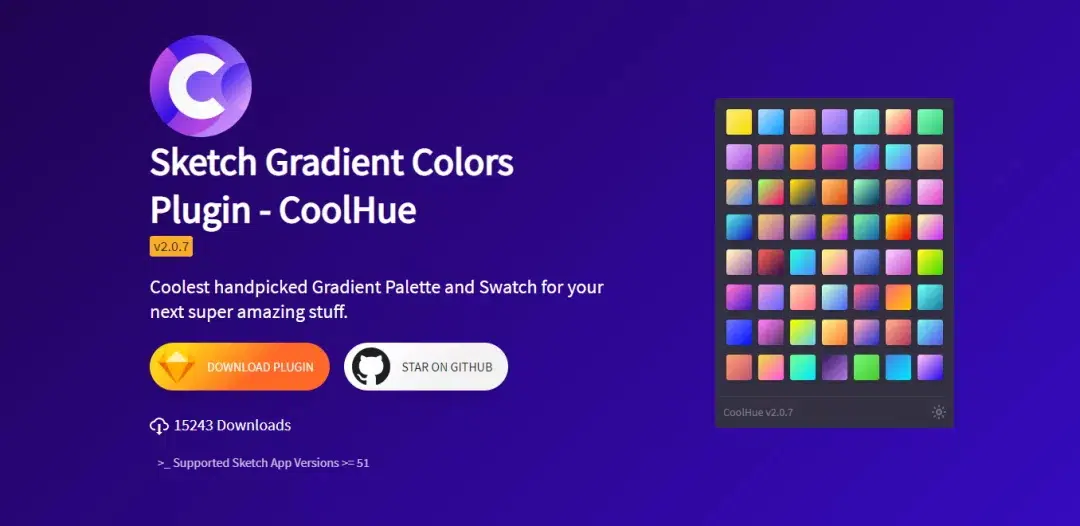 C
Sketch Gradient Colors
Plugin - CoolHue
v2.0.7
Coolest handpicked Gradient Palette and Swatch for your
next super amazing stuff.
DOWNLOAD PLUGIN
STAR ON GITHUB
15243 Downloads
>_ Supported Sketch App Versions >= 51
CoolHue v2.0.7